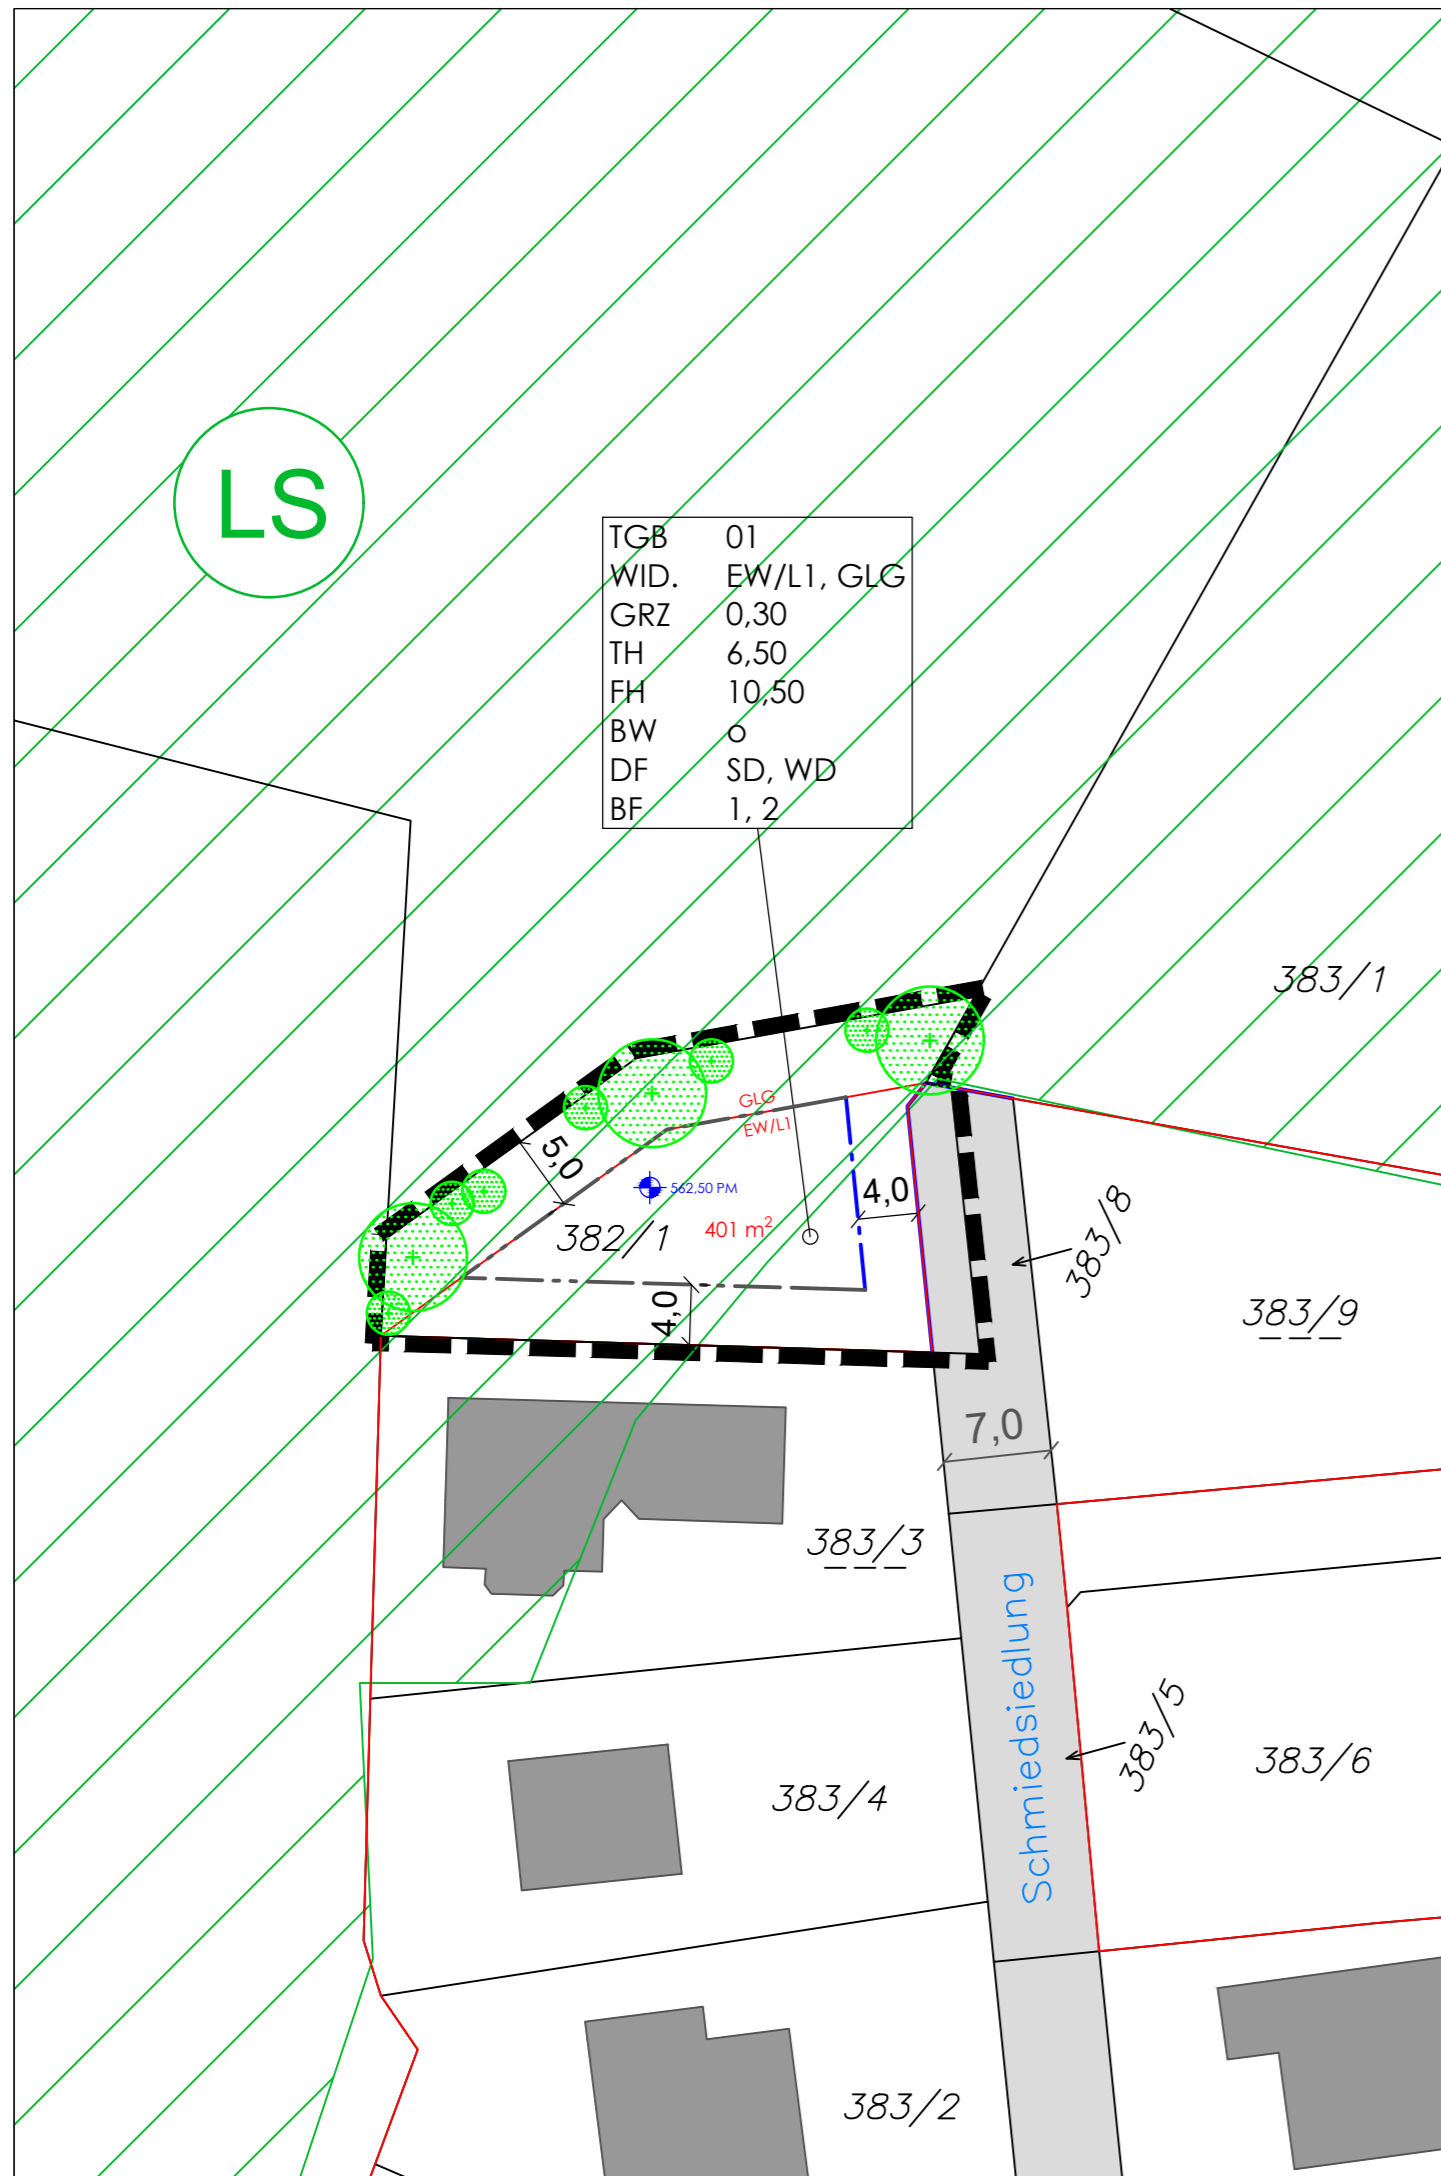 LS
TGB 01
WID. EW/L1, GLG
GRZ 0,30
TH 6,50
FH 10,50
BW o
DF SD, WD
BF 1, 2
383/1
GLG
EW/L1
5,0
562,50 PM
4,0
401 m²
382/1
383/8
4,0
383/9
7,0
383/3
Schmiedsiedlung
383/5
383/6
383/4
383/2